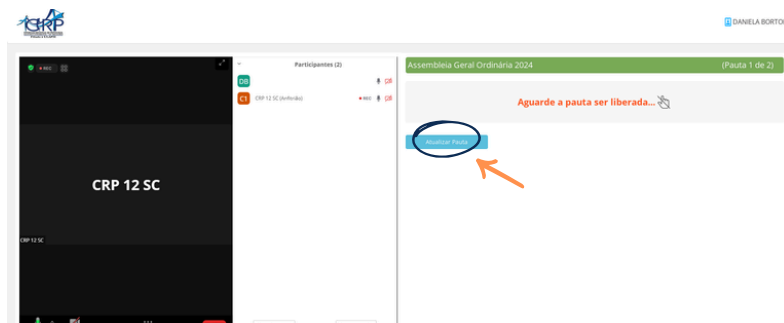 CRP
DANIELA BORTO
REC
Participantes (2)
DB
C1
CRP 12 SC (Anfitrião)
REC
CRP 12 SC
CRP 12 SC
Assembleia Geral Ordinária 2024
(Pauta 1 de 2)
Aguarde a pauta ser liberada...
Atualizar Pauta